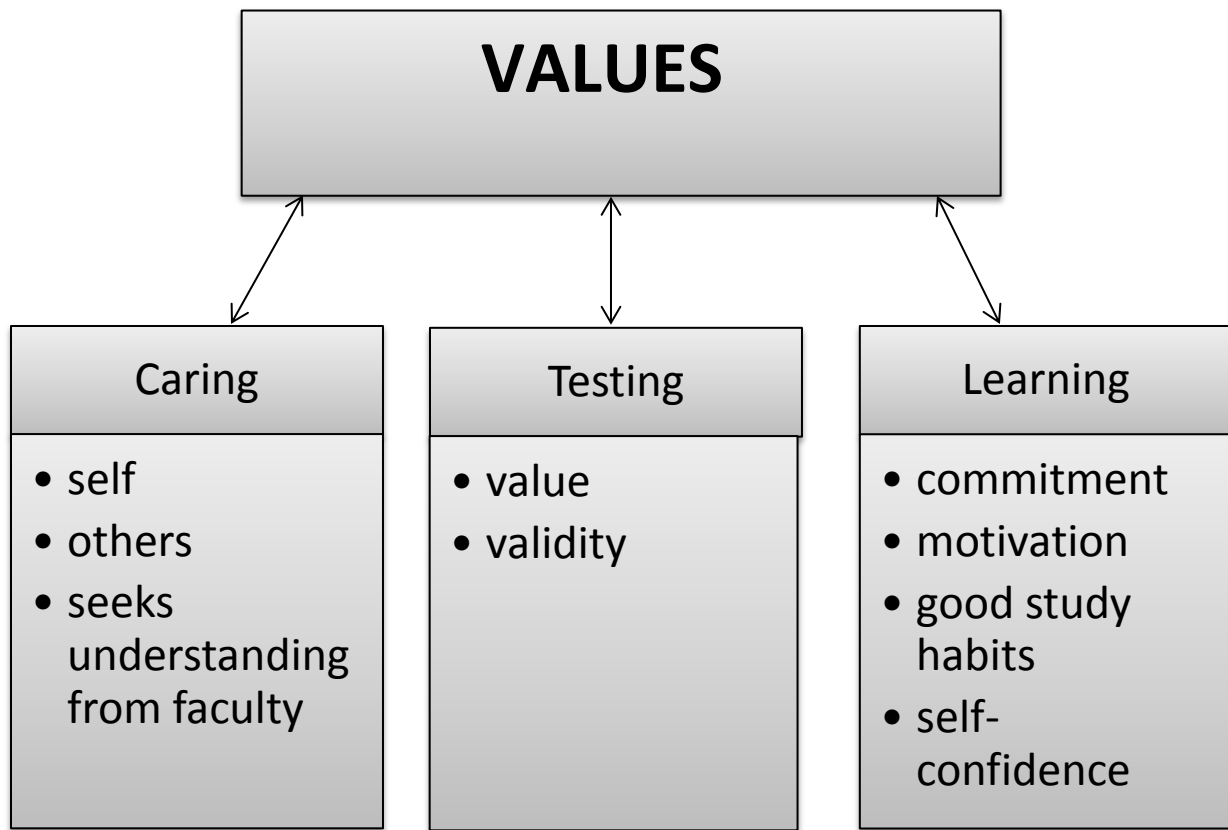 VALUES
Caring
• self
• others
• seeks
understanding
from faculty
Testing
• value
• validity
Learning
• commitment
• motivation
• good study
habits
• self-
confidence